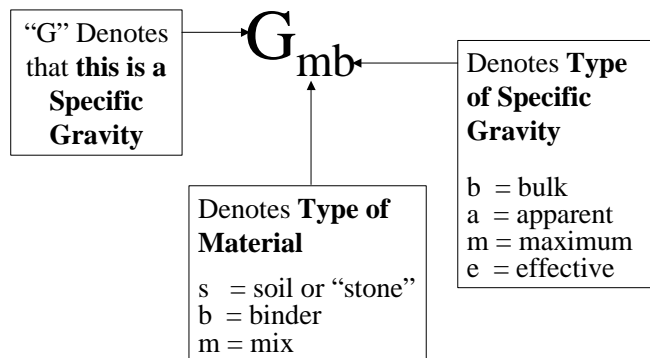 “G” Denotes
that this is a
Specific
Gravity
Gmb
Denotes Type
of Specific
Gravity
b = bulk
a = apparent
m = maximum
e = effective
Denotes Type of
Material
s = soil or “stone”
b = binder
m = mix